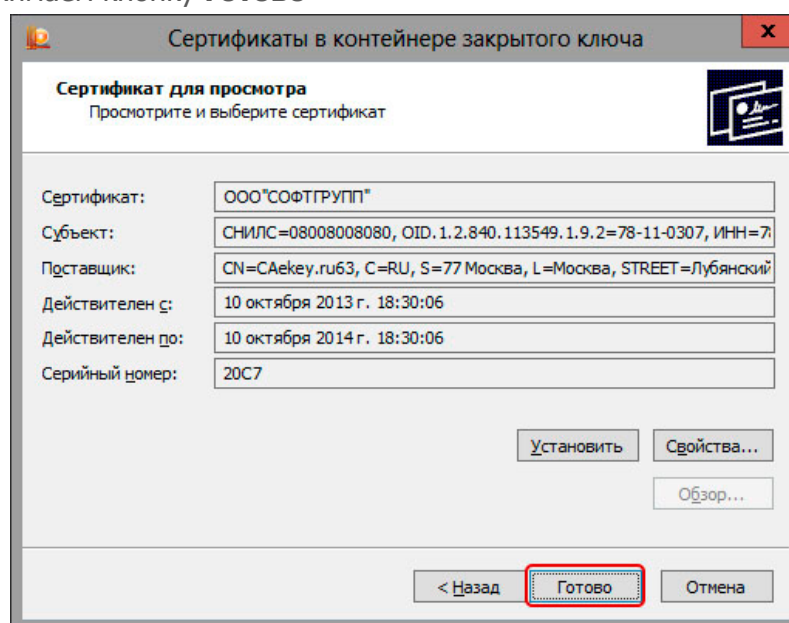 Сертификаты в контейнере закрытого ключа
x
Сертификат для просмотра
Просмотрите и выберите сертификат
Сертификат: ООО"СОФТГРУПП"
Субъект: СНИЛС=08008008080, OID.1.2.840.113549.1.9.2=78-11-0307, ИНН=7
Поставщик: CN=CAekey.ru63, C=RU, S=77 Москва, L=Москва, STREET=Лубянский
Действителен с: 10 октября 2013 г. 18:30:06
Действителен по: 10 октября 2014 г. 18:30:06
Серийный номер: 20C7
Установить Свойства...
Обзор...
< Назад Готово Отмена